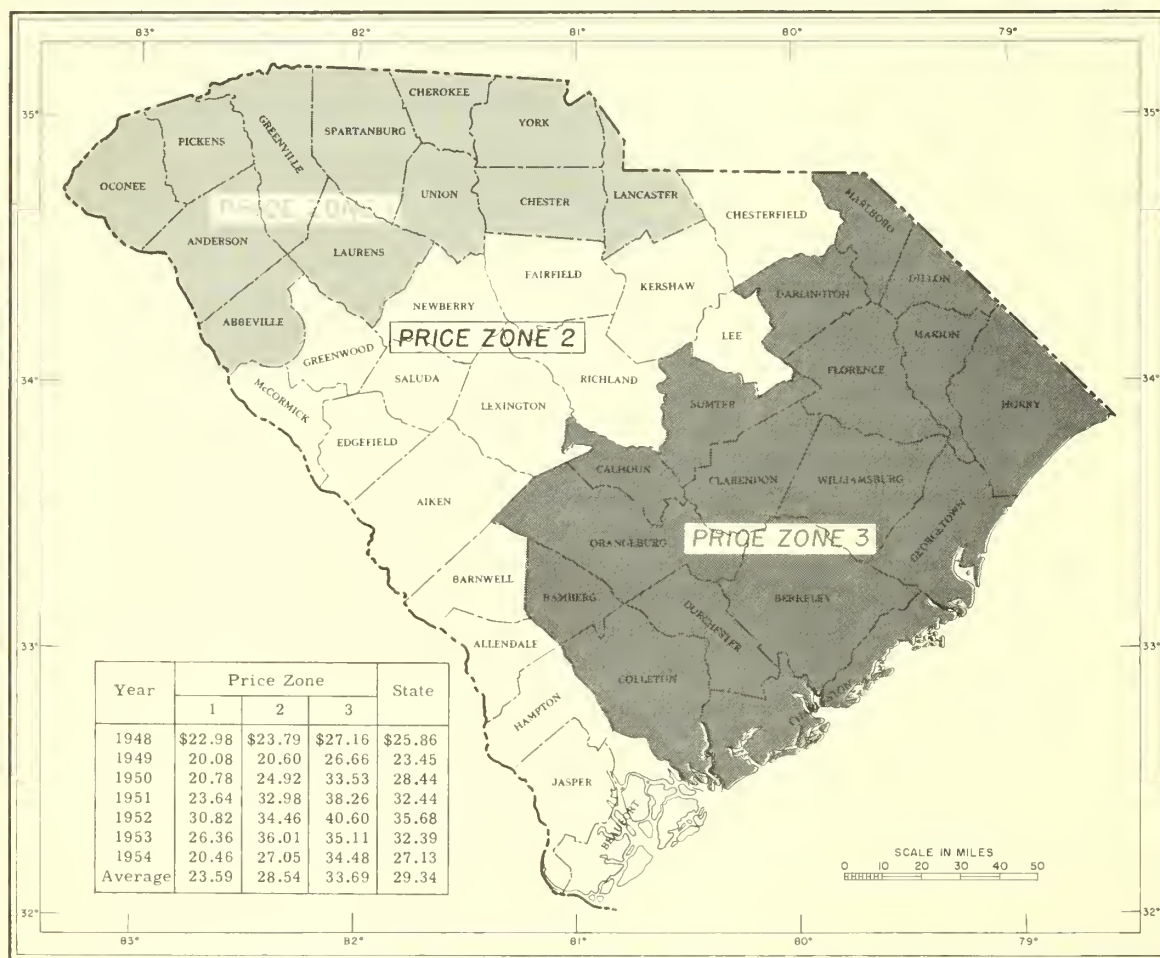 83° 82° 81° 80° 79°
35° 35°
CHEROKEE
YORK
SPARTANBURG
GREENVILLE
PICKENS
OCONEE
UNION
CHESTER
LANCASTER
CHESTERFIELD
MARLBORO
PRICE ZONE 1
ANDERSON
LAURENS
FAIRFIELD
KERSHAW
DARLINGTON
DILLON
NEWBERRY
ABBEVILLE
PRICE ZONE 2
LEE
MARION
GREENWOOD
34° 34°
SALUDA
RICHLAND
FLORENCE
McCORMICK
LEXINGTON
SUMTER
HORRY
EDGEFIELD
CALHOUN
CLARENDON
WILLIAMSBURG
AIKEN
ORANGEBURG
PRICE ZONE 3
GEORGETOWN
BARNWELL
BAMBERG
BERKELEY
DORCHESTER
33° 33°
ALLENDALE
COLLETON
CHARLESTON
HAMPTON
JASPER
BEAUFORT
Year Price Zone State
1 2 3
1948 $22.98 $23.79 $27.16 $25.86
1949 20.08 20.60 26.66 23.45
1950 20.78 24.92 33.53 28.44
1951 23.64 32.98 38.26 32.44
1952 30.82 34.46 40.60 35.68
1953 26.36 36.01 35.11 32.39
1954 20.46 27.05 34.48 27.13
Average 23.59 28.54 33.69 29.34
SCALE IN MILES
0 10 20 30 40 50
32° 32°
83° 82° 81° 80° 79°